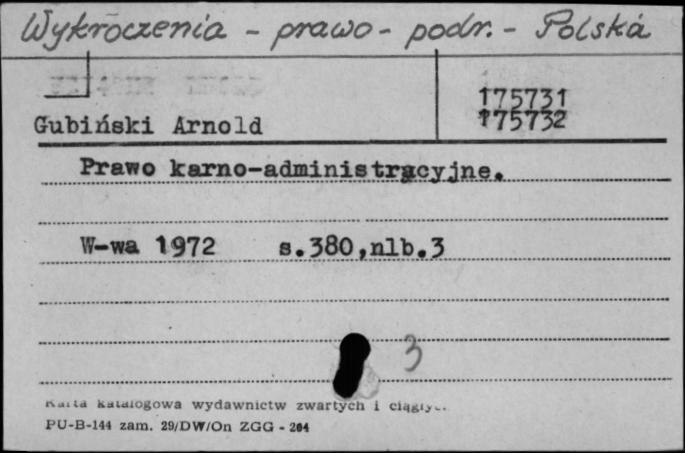 Wykroczenia - prawo - podr. - Polska
175731
175732
Gubiński Arnold
Prawo karno-administracyjne.
W-wa 1972 s.380,nlb.3
3
Karta katalogowa wydawnictw zwartych i
PU-B-144 zam. 29/DW/On ZGG - 204